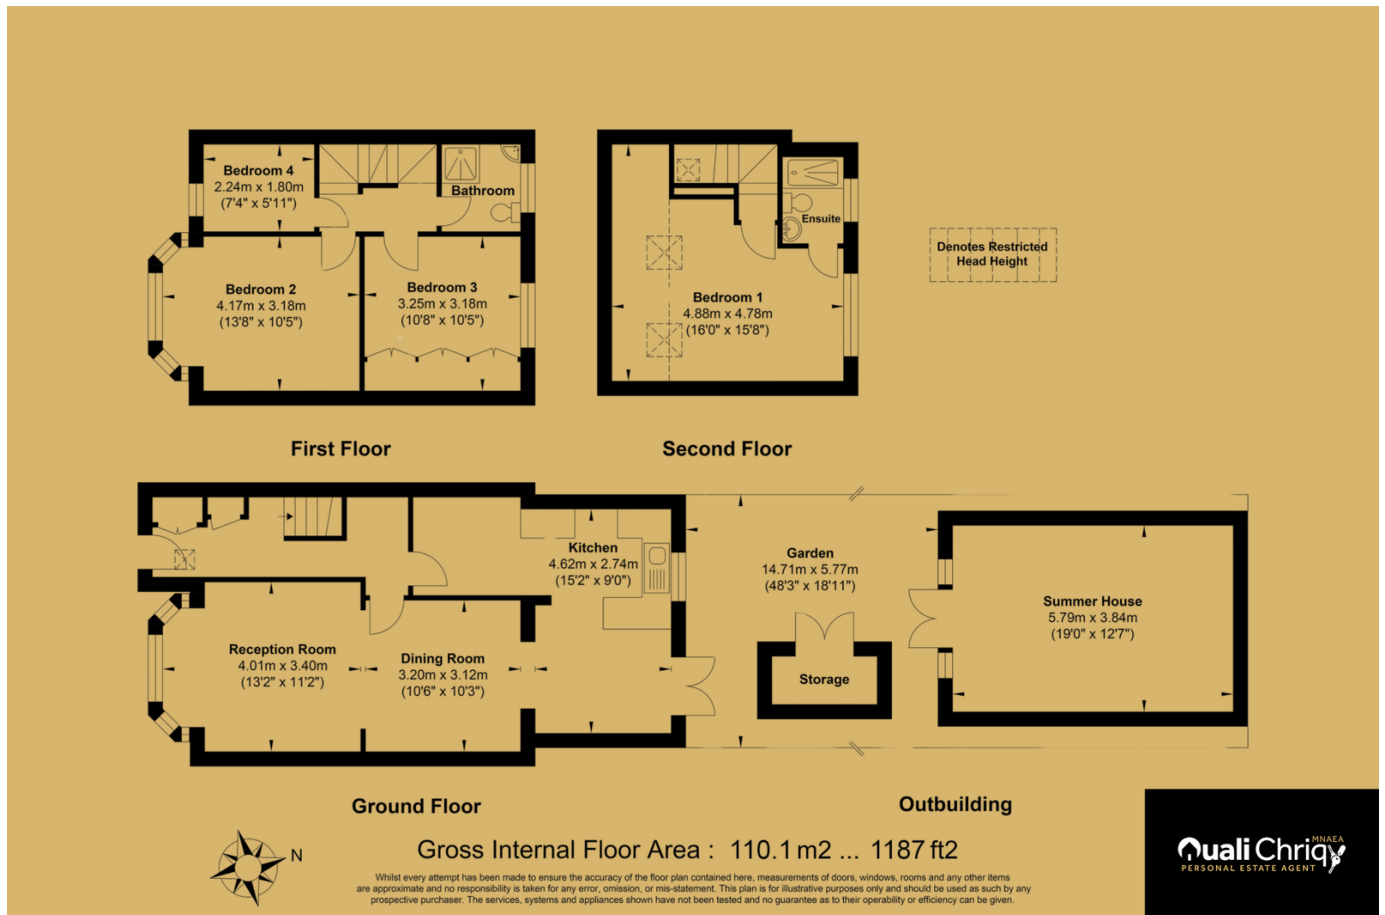 Bedroom 4
2.24m x 1.80m
(7'4" x 5'11")
Bathroom
Bedroom 2
4.17m x 3.18m
(13'8" x 10'5")
Bedroom 3
3.25m x 3.18m
(10'8" x 10'5")
First Floor
Ensuite
Bedroom 1
4.88m x 4.78m
(16'0" x 15'8")
Second Floor
Denotes Restricted
Head Height
Kitchen
4.62m x 2.74m
(15'2" x 9'0")
Reception Room
4.01m x 3.40m
(13'2" x 11'2")
Dining Room
3.20m x 3.12m
(10'6" x 10'3")
Ground Floor
Garden
14.71m x 5.77m
(48'3" x 18'11")
Storage
Summer House
5.79m x 3.84m
(19'0" x 12'7")
Outbuilding
N
Gross Internal Floor Area : 110.1 m2 ... 1187 ft2
Whilst every attempt has been made to ensure the accuracy of the floor plan contained here, measurements of doors, windows, rooms and any other items
are approximate and no responsibility is taken for any error, omission, or mis-statement. This plan is for illustrative purposes only and should be used as such by any
prospective purchaser. The services, systems and appliances shown have not been tested and no guarantee as to their operability or efficiency can be given.
MNAEA
Quali Chriqy
PERSONAL ESTATE AGENT